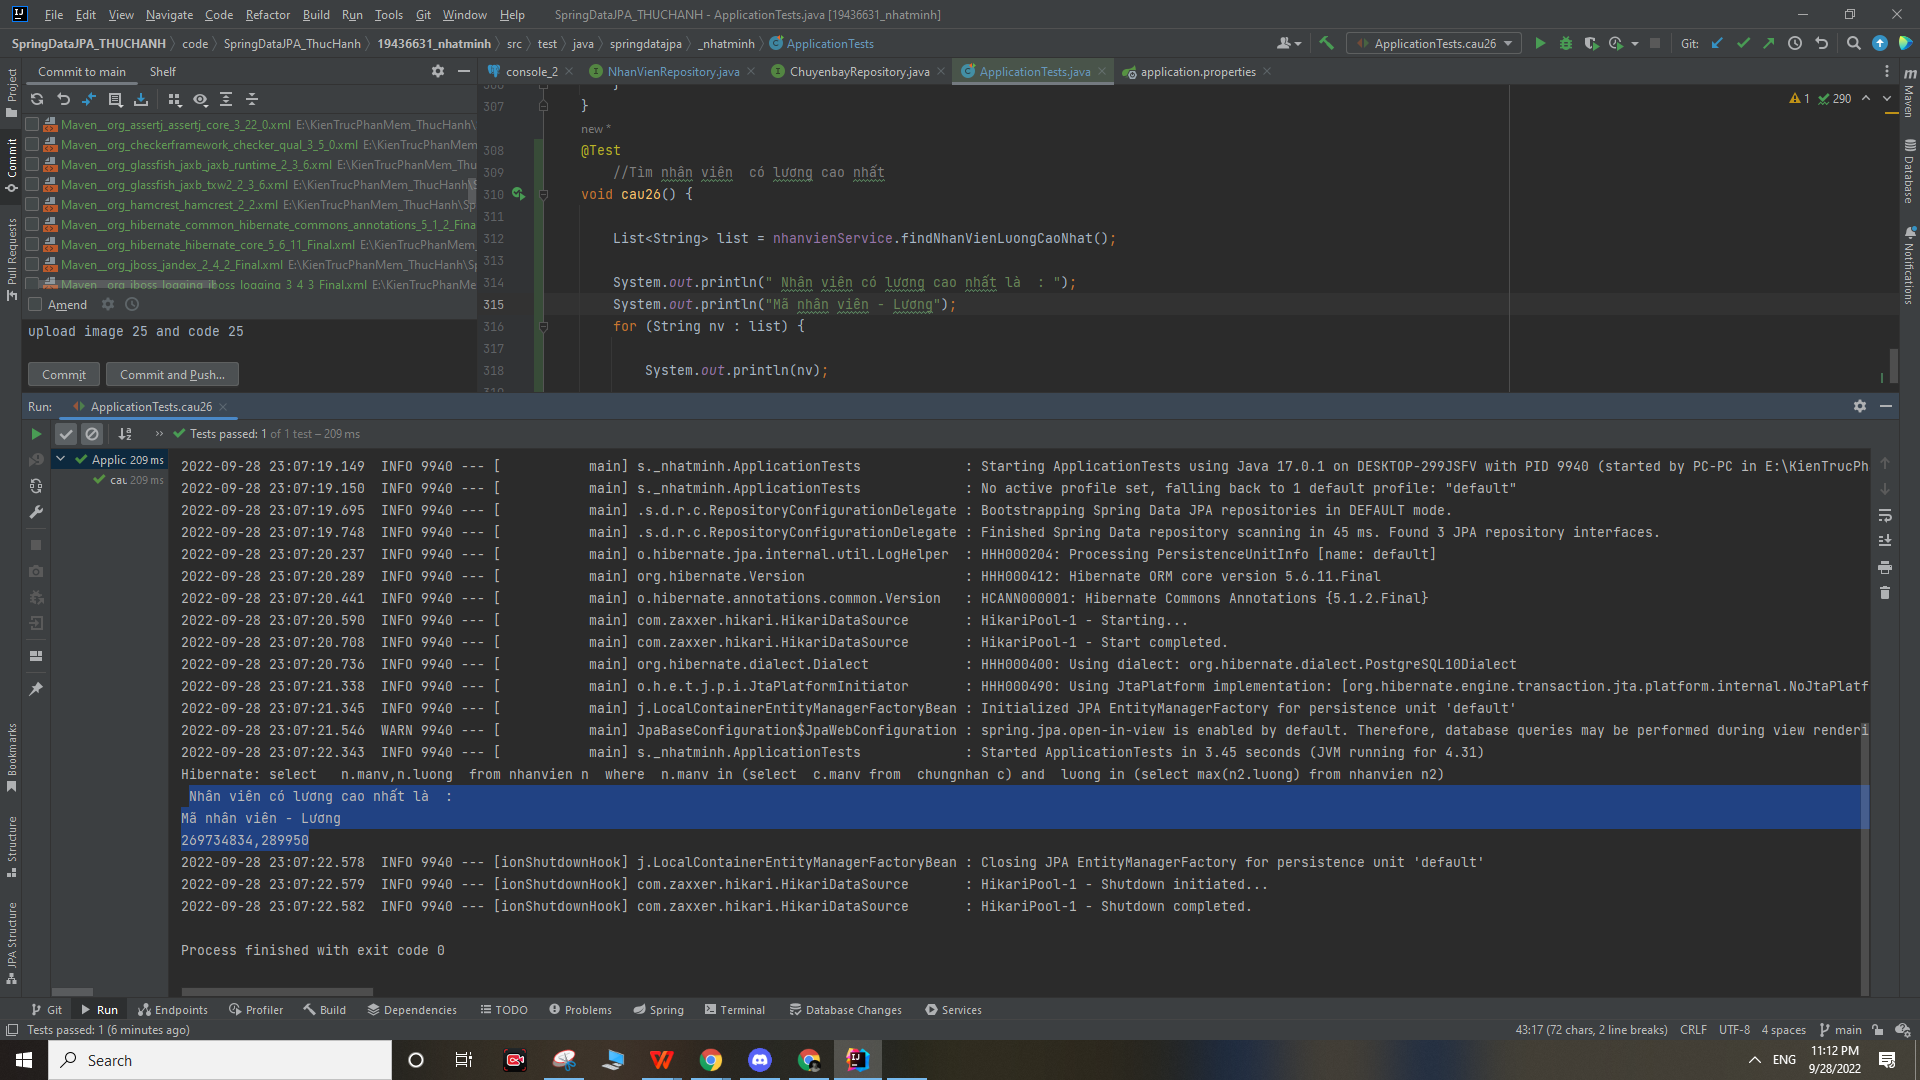 File Edit View Navigate Code Refactor Build Run Tools Git Window Help SpringDataJPA_THUCHANH - ApplicationTests.java [19436631_nhatminh]
SpringDataJPA_THUCHANH code SpringDataJPA_ThucHanh 19436631_nhatminh src test java springdatajpa _nhatminh ApplicationTests ApplicationTests.cau26 Git:
Commit to main Shelf
console_2 NhanVienRepository.java ChuyenbayRepository.java ApplicationTests.java application.properties
Maven__org_assertj_assertj_core_3_22_0.xml E:\KienTrucPhanMem_ThucHanh\
Maven__org_checkerframework_checker_qual_3_5_0.xml E:\KienTrucPhanMem
Maven__org_glassfish_jaxb_jaxb_runtime_2_3_6.xml E:\KienTrucPhanMem_Thu
Maven__org_glassfish_jaxb_txw2_2_3_6.xml E:\KienTrucPhanMem_ThucHanh\S
Maven__org_hamcrest_hamcrest_2_2.xml E:\KienTrucPhanMem_ThucHanh\Sp
Maven__org_hibernate_common_hibernate_commons_annotations_5_1_2_Fina
Maven__org_hibernate_hibernate_core_5_6_11_Final.xml E:\KienTrucPhanMem_
Maven__org_jboss_jandex_2_4_2_Final.xml E:\KienTrucPhanMem_ThucHanh\Sp
Maven__org_jboss_logging_jboss_logging_3_4_3_Final.xml E:\KienTrucPhanMe
Amend
upload image 25 and code 25
Commit Commit and Push...
1 290
306 }
307 }
new *
308 @Test
309 //Tìm nhân viên  có lương cao nhất
310 void cau26() {
311
312 List<String> list = nhanvienService.findNhanVienLuongCaoNhat();
313
314 System.out.println(" Nhân viên có lương cao nhất là  : ");
315 System.out.println("Mã nhân viên - Lương");
316 for (String nv : list) {
317
318 System.out.println(nv);
319
Run: ApplicationTests.cau26
Tests passed: 1 of 1 test – 209 ms
Applic 209 ms
cau 209 ms
2022-09-28 23:07:19.149  INFO 9940 --- [           main] s._nhatminh.ApplicationTests             : Starting ApplicationTests using Java 17.0.1 on DESKTOP-299JSFV with PID 9940 (started by PC-PC in E:\KienTrucPh
2022-09-28 23:07:19.150  INFO 9940 --- [           main] s._nhatminh.ApplicationTests             : No active profile set, falling back to 1 default profile: "default"
2022-09-28 23:07:19.695  INFO 9940 --- [           main] .s.d.r.c.RepositoryConfigurationDelegate : Bootstrapping Spring Data JPA repositories in DEFAULT mode.
2022-09-28 23:07:19.748  INFO 9940 --- [           main] .s.d.r.c.RepositoryConfigurationDelegate : Finished Spring Data repository scanning in 45 ms. Found 3 JPA repository interfaces.
2022-09-28 23:07:20.237  INFO 9940 --- [           main] o.hibernate.jpa.internal.util.LogHelper  : HHH000204: Processing PersistenceUnitInfo [name: default]
2022-09-28 23:07:20.289  INFO 9940 --- [           main] org.hibernate.Version                    : HHH000412: Hibernate ORM core version 5.6.11.Final
2022-09-28 23:07:20.441  INFO 9940 --- [           main] o.hibernate.annotations.common.Version   : HCANN000001: Hibernate Commons Annotations {5.1.2.Final}
2022-09-28 23:07:20.590  INFO 9940 --- [           main] com.zaxxer.hikari.HikariDataSource       : HikariPool-1 - Starting...
2022-09-28 23:07:20.708  INFO 9940 --- [           main] com.zaxxer.hikari.HikariDataSource       : HikariPool-1 - Start completed.
2022-09-28 23:07:20.736  INFO 9940 --- [           main] org.hibernate.dialect.Dialect            : HHH000400: Using dialect: org.hibernate.dialect.PostgreSQL10Dialect
2022-09-28 23:07:21.338  INFO 9940 --- [           main] o.h.e.t.j.p.i.JtaPlatformInitiator       : HHH000490: Using JtaPlatform implementation: [org.hibernate.engine.transaction.jta.platform.internal.NoJtaPlatf
2022-09-28 23:07:21.345  INFO 9940 --- [           main] j.LocalContainerEntityManagerFactoryBean : Initialized JPA EntityManagerFactory for persistence unit 'default'
2022-09-28 23:07:21.546  WARN 9940 --- [           main] JpaBaseConfiguration$JpaWebConfiguration : spring.jpa.open-in-view is enabled by default. Therefore, database queries may be performed during view renderi
2022-09-28 23:07:22.343  INFO 9940 --- [           main] s._nhatminh.ApplicationTests             : Started ApplicationTests in 3.45 seconds (JVM running for 4.31)
Hibernate: select   n.manv,n.luong  from nhanvien n  where  n.manv in (select  c.manv from  chungnhan c) and  luong in (select max(n2.luong) from nhanvien n2)
Nhân viên có lương cao nhất là  :
Mã nhân viên - Lương
269734834,289950
2022-09-28 23:07:22.578  INFO 9940 --- [ionShutdownHook] j.LocalContainerEntityManagerFactoryBean : Closing JPA EntityManagerFactory for persistence unit 'default'
2022-09-28 23:07:22.579  INFO 9940 --- [ionShutdownHook] com.zaxxer.hikari.HikariDataSource       : HikariPool-1 - Shutdown initiated...
2022-09-28 23:07:22.582  INFO 9940 --- [ionShutdownHook] com.zaxxer.hikari.HikariDataSource       : HikariPool-1 - Shutdown completed.
Process finished with exit code 0
Project
Commit
Pull Requests
Bookmarks
Structure
JPA Structure
Maven
Database
Notifications
Git Run Endpoints Profiler Build Dependencies TODO Problems Spring Terminal Database Changes Services
Tests passed: 1 (6 minutes ago) 43:17 (72 chars, 2 line breaks) CRLF UTF-8 4 spaces main
Search ENG 11:12 PM
9/28/2022